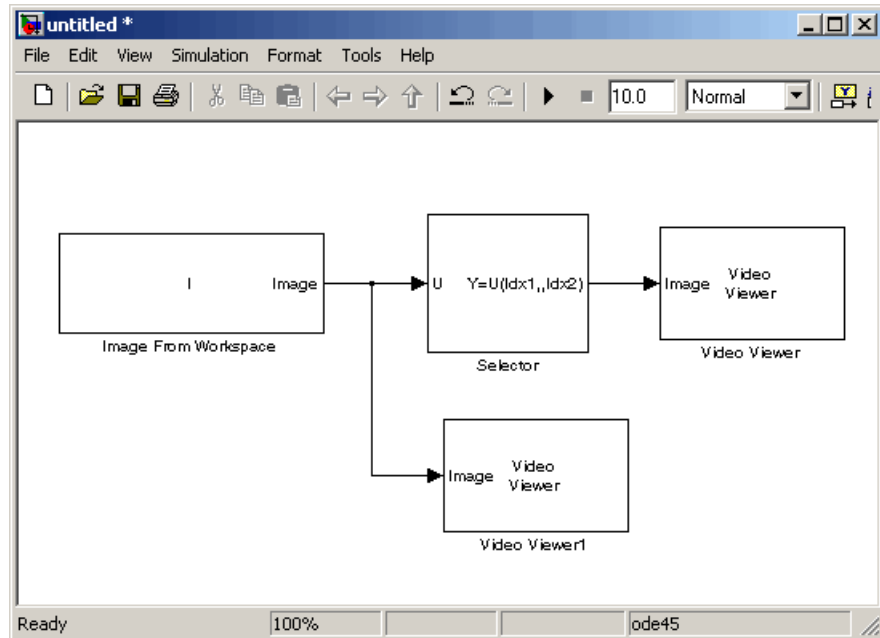 untitled *
File Edit View Simulation Format Tools Help
10.0 Normal
I Image
Image From Workspace
U Y=U(Idx1,,Idx2)
Selector
Image Video Viewer
Video Viewer
Image Video Viewer
Video Viewer1
Ready 100% ode45